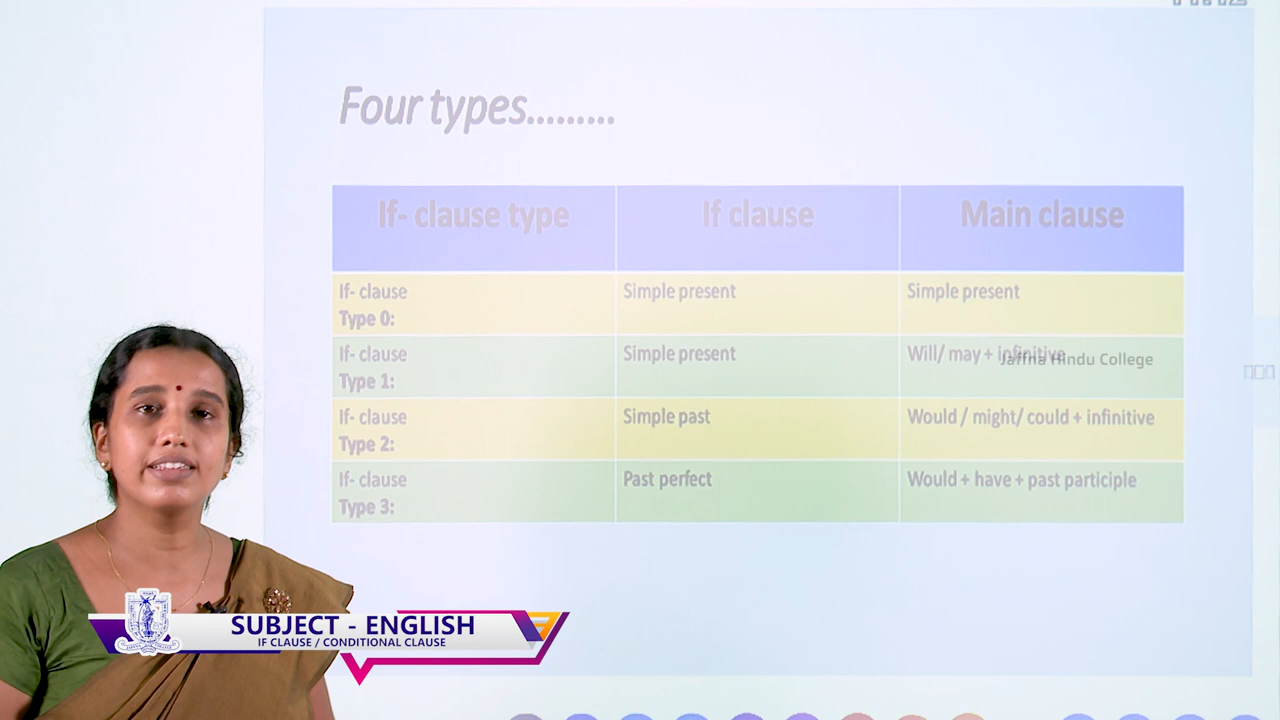 Four types.........
If- clause type
If clause
Main clause
If- clause
Type 0:
Simple present
Simple present
If- clause
Type 1:
Simple present
Will/ may + infinitive
Jaffna Hindu College
If- clause
Type 2:
Simple past
Would / might/ could + infinitive
If- clause
Type 3:
Past perfect
Would + have + past participle
SUBJECT - ENGLISH
IF CLAUSE / CONDITIONAL CLAUSE